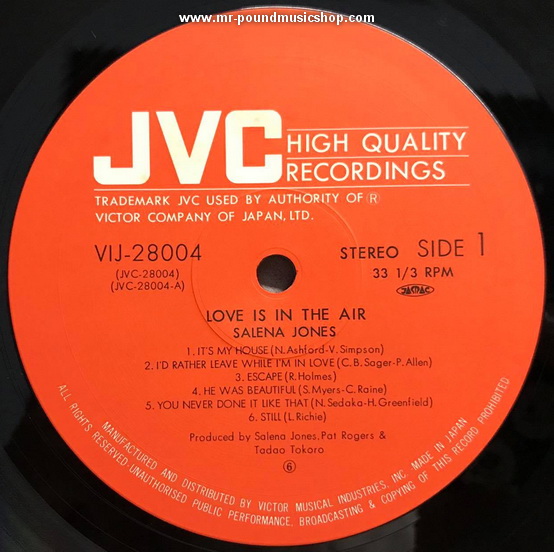 www.mr-poundmusicshop.com
JVC HIGH QUALITY
RECORDINGS
TRADEMARK JVC USED BY AUTHORITY OF ®
VICTOR COMPANY OF JAPAN, LTD.
VIJ-28004
(JVC-28004)
(JVC-28004-A)
STEREO SIDE 1
33 1/3 RPM
JASRAC
LOVE IS IN THE AIR
SALENA JONES
1. IT'S MY HOUSE (N. Ashford-V. Simpson)
2. I'D RATHER LEAVE WHILE I'M IN LOVE (C. B. Sager-P. Allen)
3. ESCAPE (R. Holmes)
4. HE WAS BEAUTIFUL (S. Myers-C. Raine)
5. YOU NEVER DONE IT LIKE THAT (N. Sedaka-H. Greenfield)
6. STILL (L. Richie)
Produced by Salena Jones, Pat Rogers &
Tadao Tokoro
⑥
MANUFACTURED AND DISTRIBUTED BY VICTOR MUSICAL INDUSTRIES, INC. MADE IN JAPAN
ALL RIGHTS RESERVED. UNAUTHORISED PUBLIC PERFORMANCE, BROADCASTING & COPYING OF THIS RECORD PROHIBITED